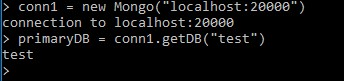 > conn1 = new Mongo("localhost:20000")
connection to localhost:20000
> primaryDB = conn1.getDB("test")
test
>